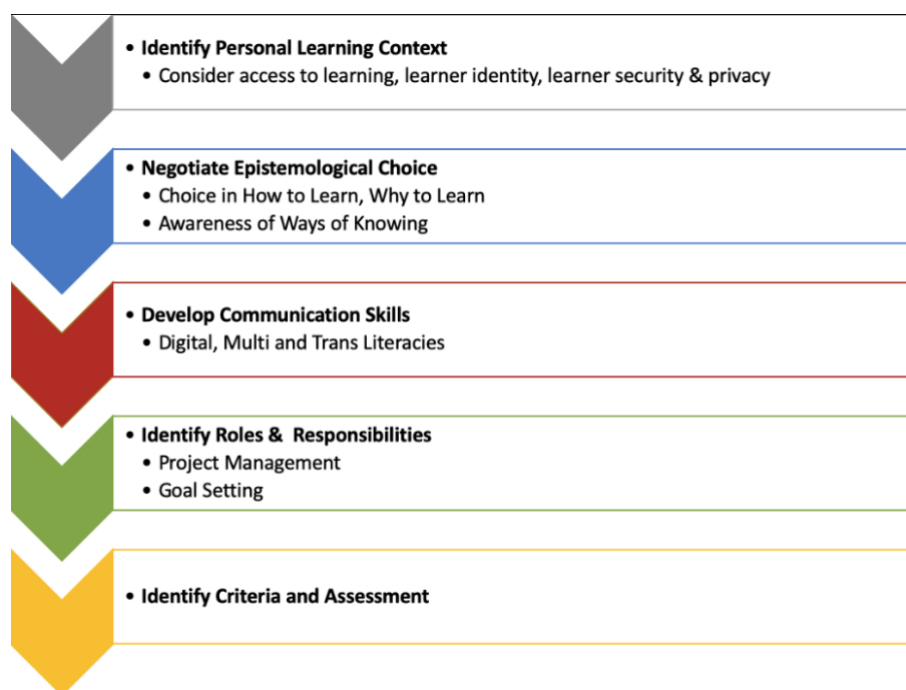 • Identify Personal Learning Context
• Consider access to learning, learner identity, learner security & privacy
• Negotiate Epistemological Choice
• Choice in How to Learn, Why to Learn
• Awareness of Ways of Knowing
• Develop Communication Skills
• Digital, Multi and Trans Literacies
• Identify Roles & Responsibilities
• Project Management
• Goal Setting
• Identify Criteria and Assessment